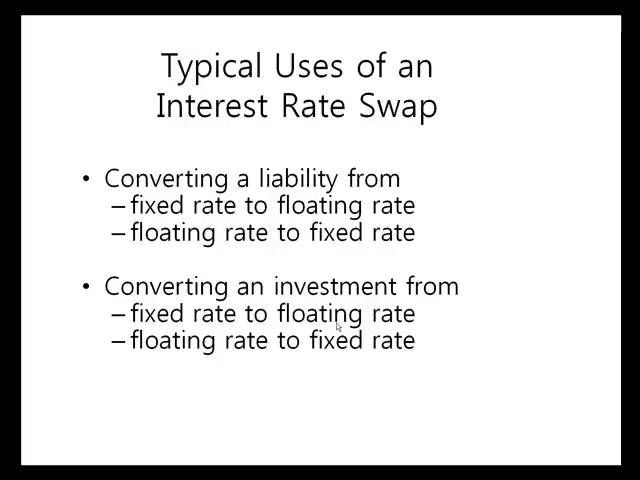 Typical Uses of an
Interest Rate Swap
• Converting a liability from
– fixed rate to floating rate
– floating rate to fixed rate
• Converting an investment from
– fixed rate to floating rate
– floating rate to fixed rate